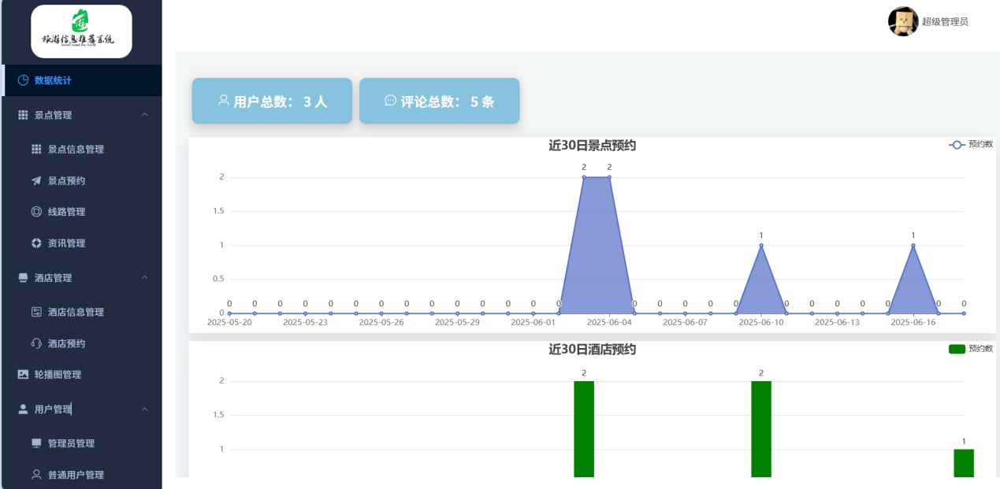 旅游信息推荐系统
travel round the world
超级管理员
数据统计
景点管理
景点信息管理
景点预约
线路管理
资讯管理
酒店管理
酒店信息管理
酒店预约
轮播图管理
用户管理
管理员管理
普通用户管理
用户总数： 3 人
评论总数： 5 条
近30日景点预约
预约数
2 2
2
1.5
1 1
1
0.5
0 0 0 0 0 0 0 0 0 0 0 0 0 0 0 0 0 0 0 0 0 0 0 0 0 0
0
2025-05-20 2025-05-23 2025-05-26 2025-05-29 2025-06-01 2025-06-04 2025-06-07 2025-06-10 2025-06-13 2025-06-16
近30日酒店预约
预约数
2 2
2
1.5
1
1